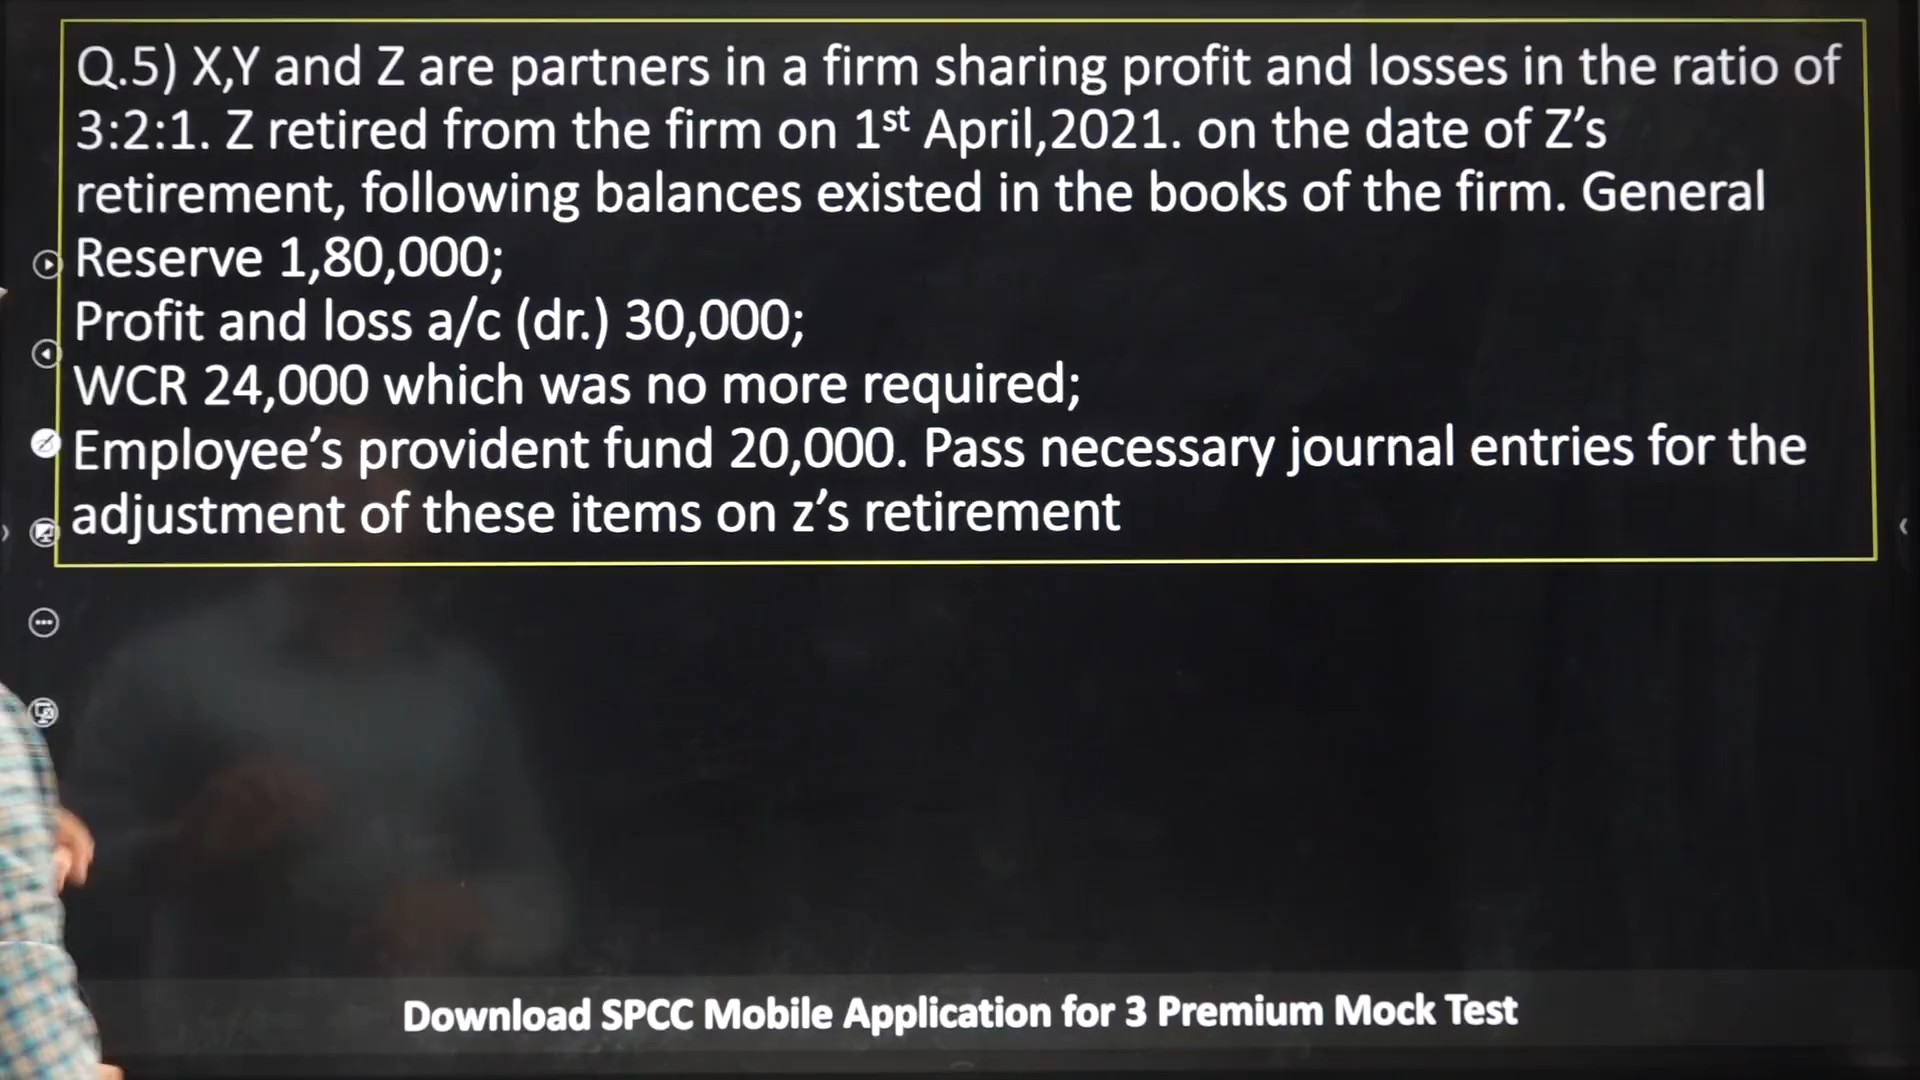 Q.5) X,Y and Z are partners in a firm sharing profit and losses in the ratio of
3:2:1. Z retired from the firm on 1st April,2021. on the date of Z’s
retirement, following balances existed in the books of the firm. General
Reserve 1,80,000;
Profit and loss a/c (dr.) 30,000;
WCR 24,000 which was no more required;
Employee’s provident fund 20,000. Pass necessary journal entries for the
adjustment of these items on z’s retirement
Download SPCC Mobile Application for 3 Premium Mock Test